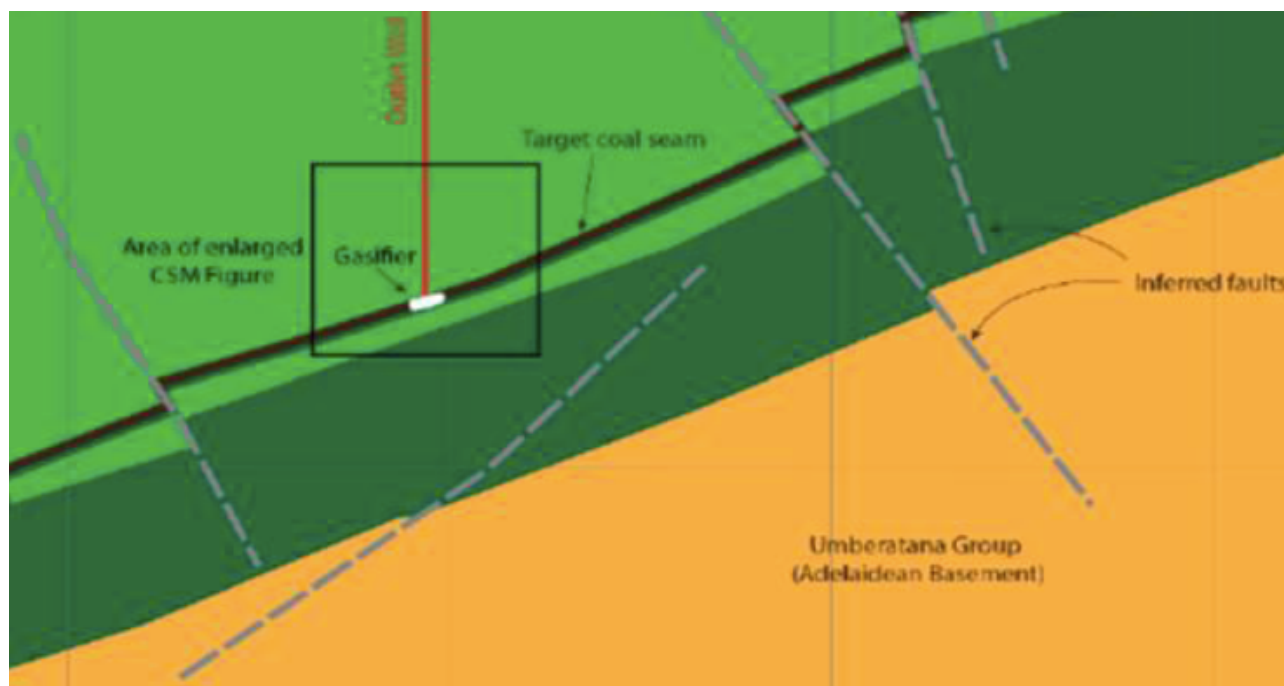 Outlet Well
Target coal seam
Area of enlarged
CSM Figure
Gasifier
Inferred faults
Umberatana Group
(Adelaidean Basement)